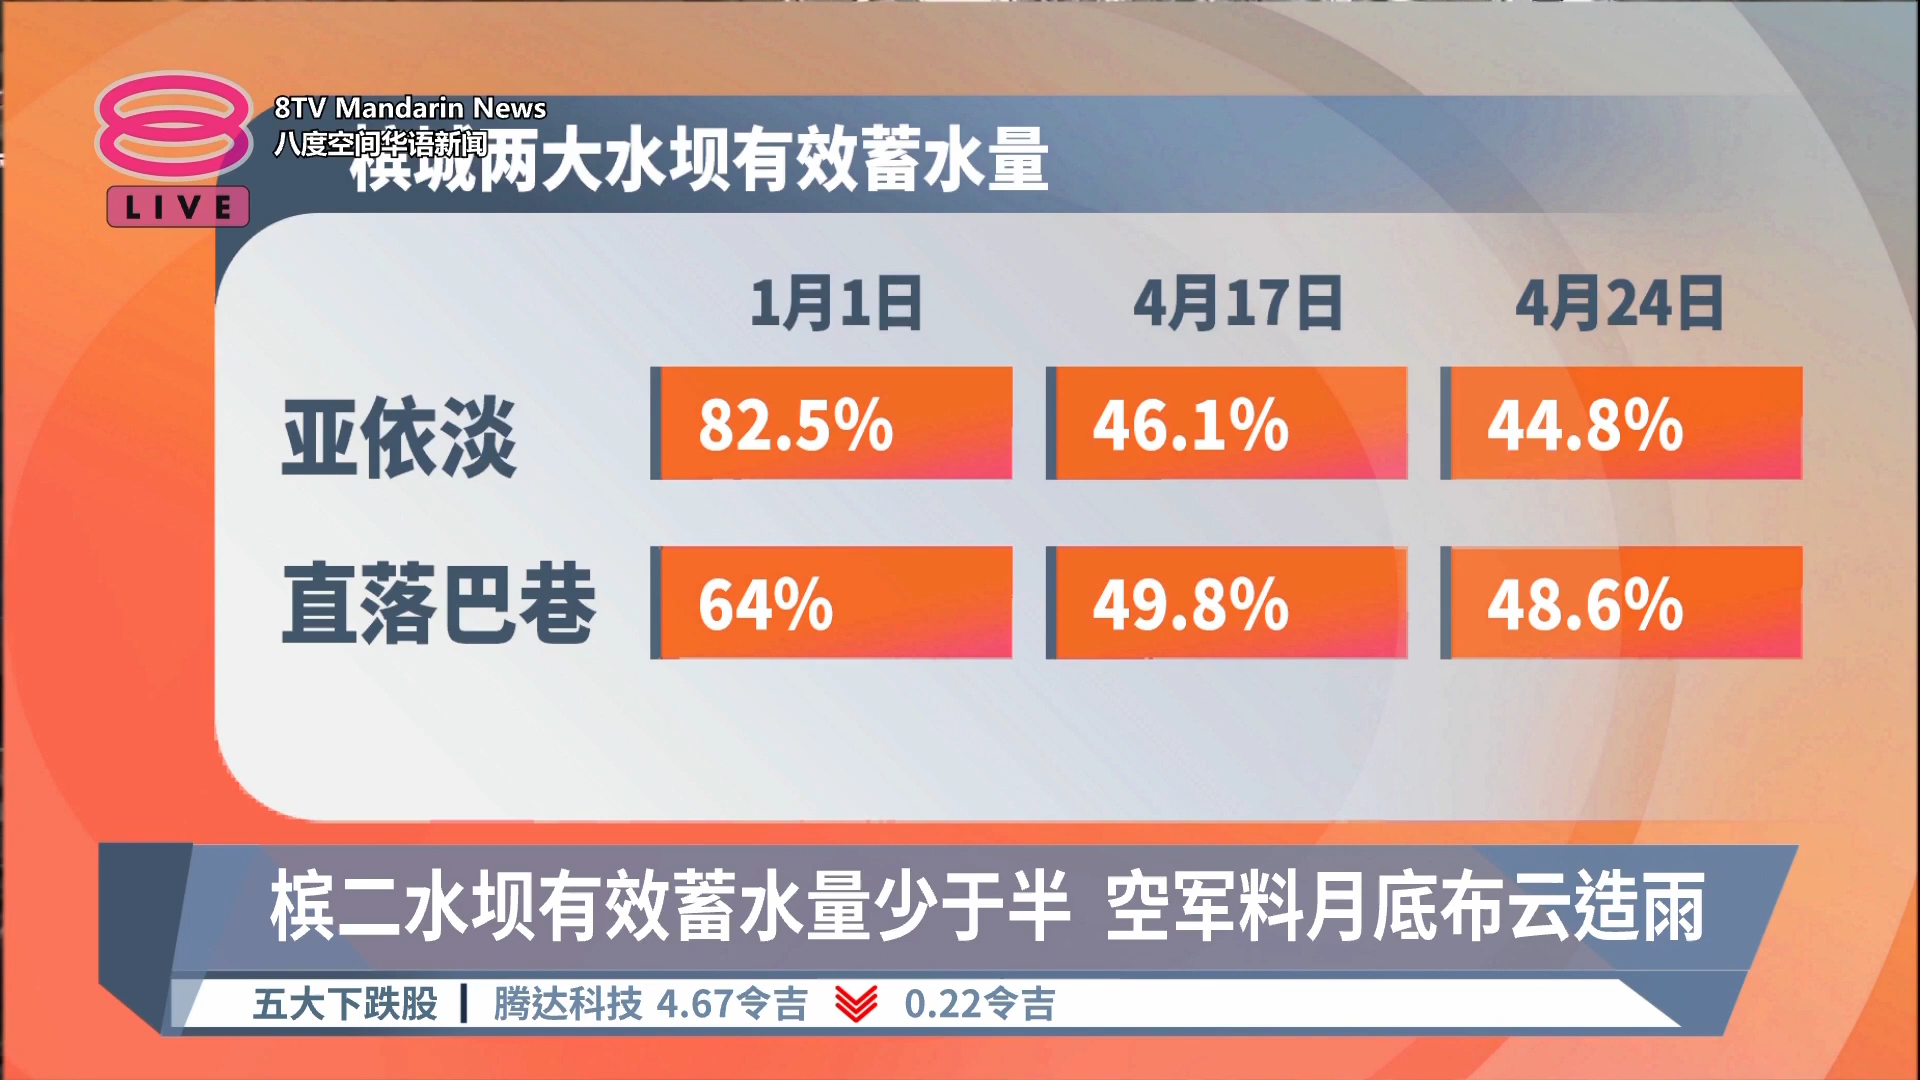 8TV Mandarin News
八度空间华语新闻
LIVE
槟城两大水坝有效蓄水量
1月1日 4月17日 4月24日
亚依淡 82.5% 46.1% 44.8%
直落巴巷 64% 49.8% 48.6%
槟二水坝有效蓄水量少于半 空军料月底布云造雨
五大下跌股 腾达科技 4.67令吉 0.22令吉